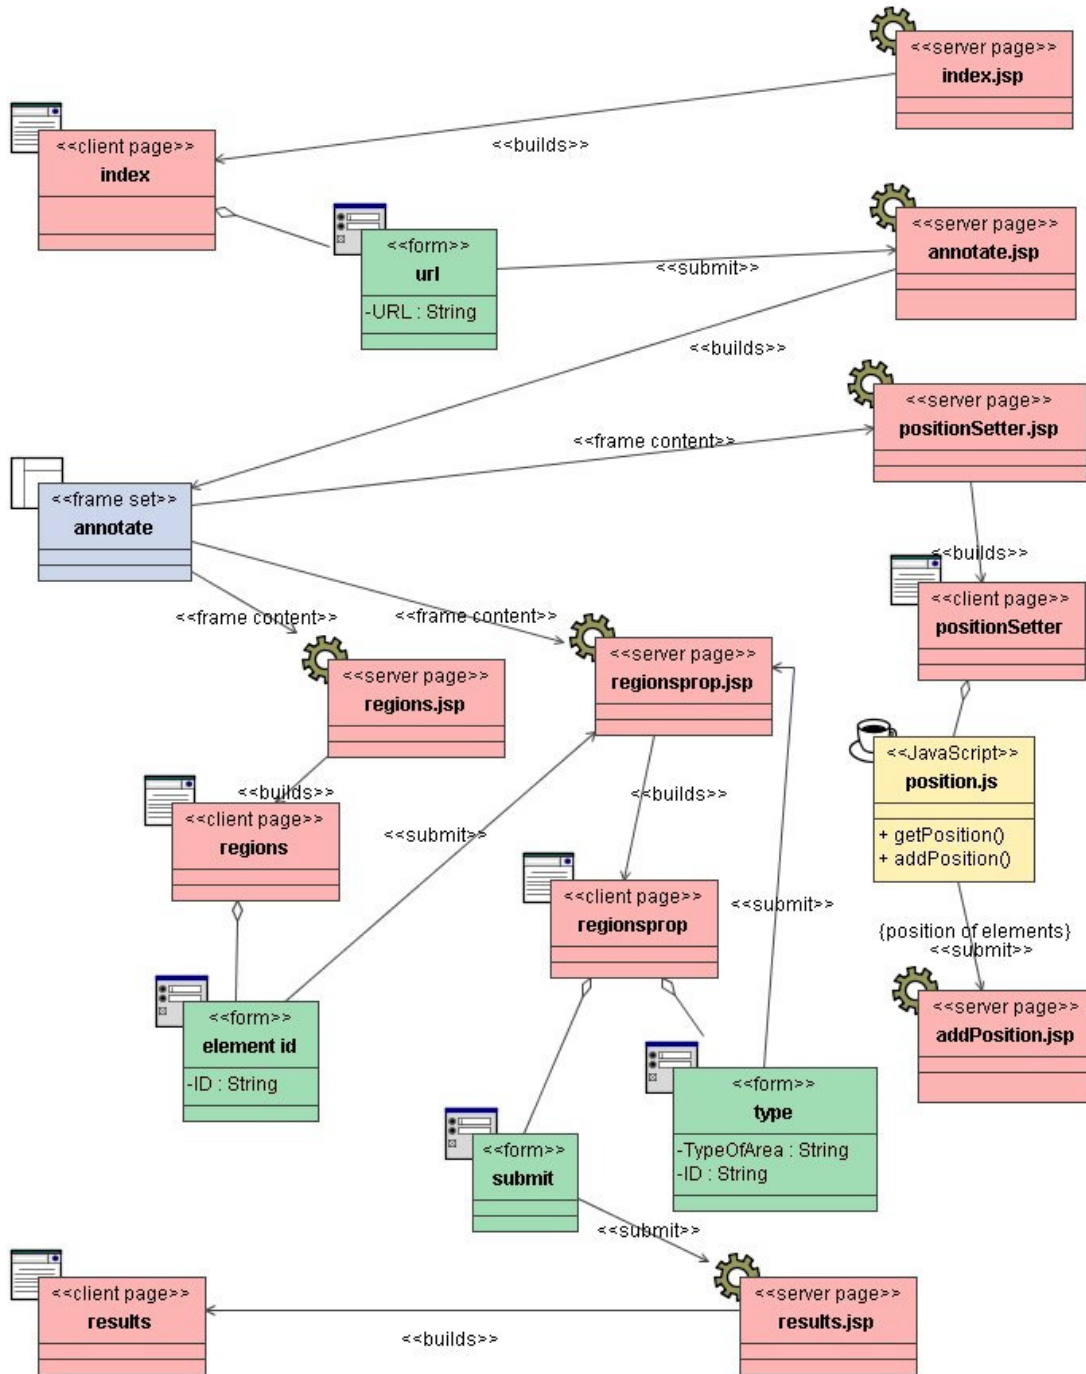 <<server page>>
index.jsp
<<builds>>
<<client page>>
index
<<form>>
url
-URL : String
<<submit>>
<<server page>>
annotate.jsp
<<builds>>
<<server page>>
positionSetter.jsp
<<frame content>>
<<frame set>>
annotate
<<builds>>
<<client page>>
positionSetter
<<frame content>>
<<frame content>>
<<server page>>
regions.jsp
<<server page>>
regionsprop.jsp
<<JavaScript>>
position.js
+ getPosition()
+ addPosition()
<<builds>>
<<client page>>
regions
<<submit>>
<<builds>>
<<client page>>
regionsprop
<<submit>>
{position of elements}
<<submit>>
<<server page>>
addPosition.jsp
<<form>>
element id
-ID : String
<<form>>
type
-TypeOfArea : String
-ID : String
<<form>>
submit
<<submit>>
<<client page>>
results
<<builds>>
<<server page>>
results.jsp